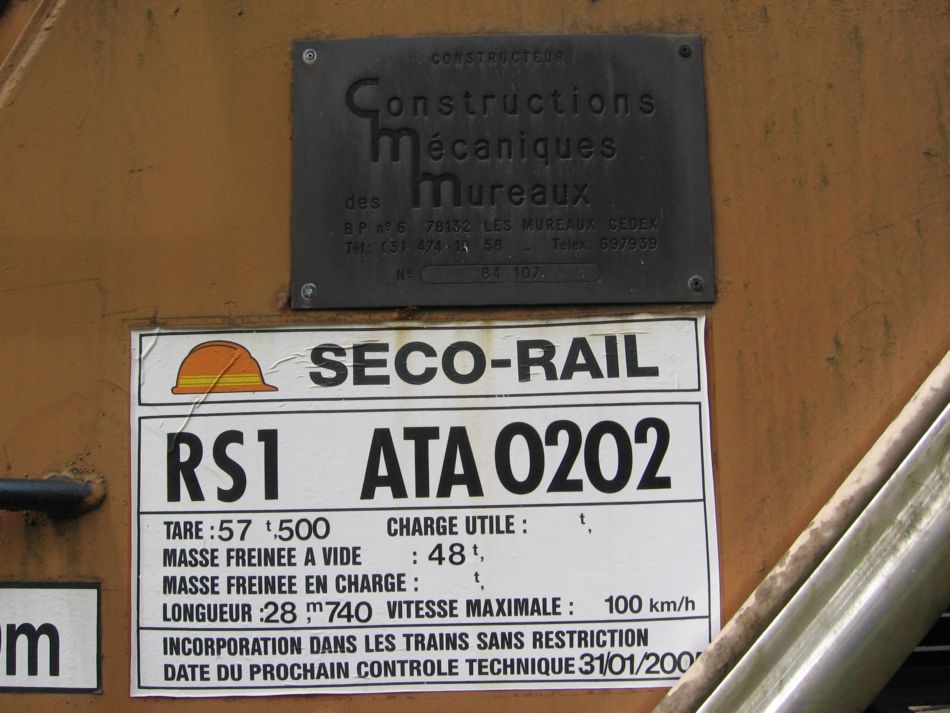 CONSTRUCTEUR
Constructions
Mécaniques
des Mureaux
BP nº6 78132 LES MUREAUX CEDEX
Tél: (3) 474.10.58 _ Telex 697939
Nº 84 107
SECO-RAIL
RS1 ATA 0202
TARE : 57 t,500 CHARGE UTILE : t,
MASSE FREINEE A VIDE : 48 t,
MASSE FREINEE EN CHARGE : t,
LONGUEUR : 28 m,740 VITESSE MAXIMALE : 100 km/h
INCORPORATION DANS LES TRAINS SANS RESTRICTION
DATE DU PROCHAIN CONTROLE TECHNIQUE 31/01/200
m